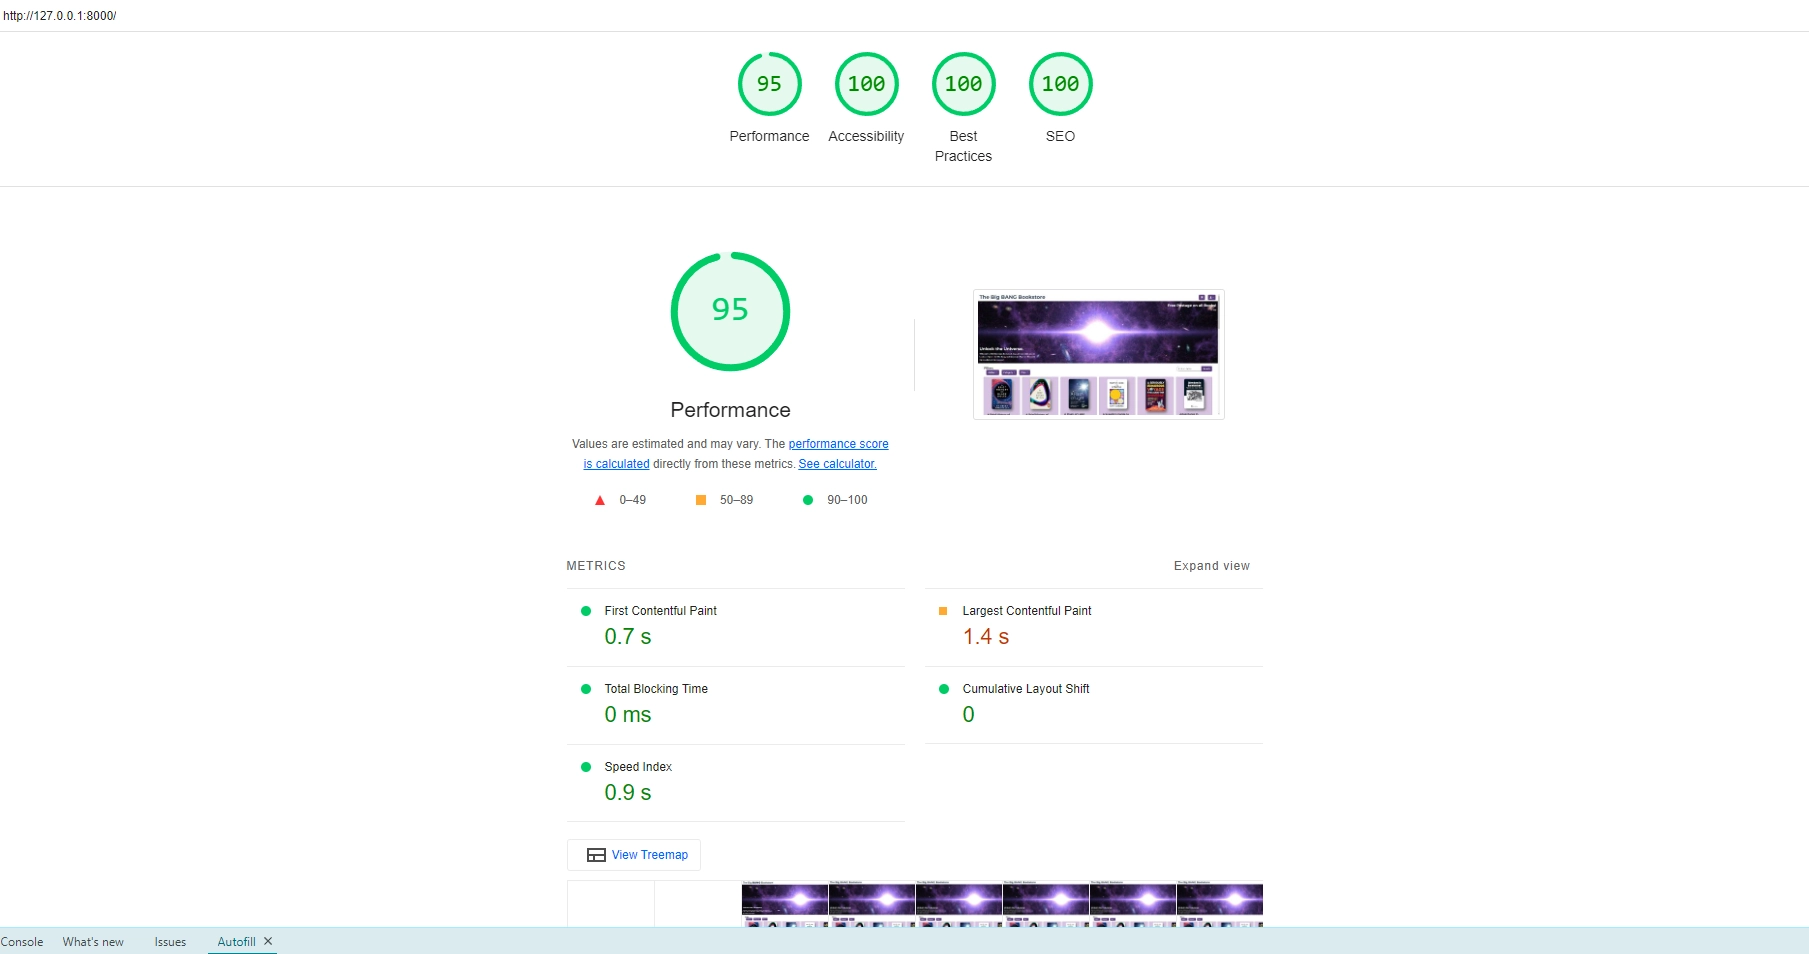 http://127.0.0.1:8000/
95
100
100
100
Performance
Accessibility
Best
Practices
SEO
95
The Big BANG Bookstore
Unlock the Universe
Performance
Values are estimated and may vary. The performance score
is calculated directly from these metrics. See calculator.
0–49
50–89
90–100
METRICS
Expand view
First Contentful Paint
0.7 s
Largest Contentful Paint
1.4 s
Total Blocking Time
0 ms
Cumulative Layout Shift
0
Speed Index
0.9 s
View Treemap
Console
What's new
Issues
Autofill